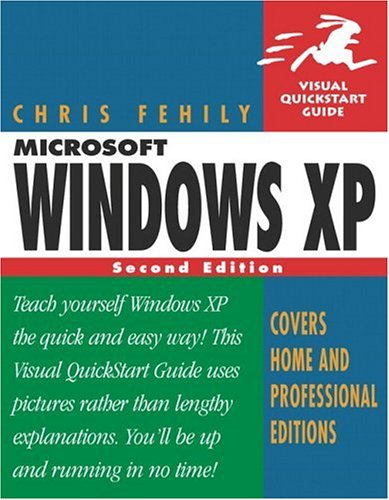 VISUAL
QUICKSTART
GUIDE
CHRIS FEHILY
MICROSOFT
WINDOWS XP
Second Edition
Teach yourself Windows XP
the quick and easy way! This
Visual QuickStart Guide uses
pictures rather than lengthy
explanations. You'll be up
and running in no time!
COVERS
HOME AND
PROFESSIONAL
EDITIONS